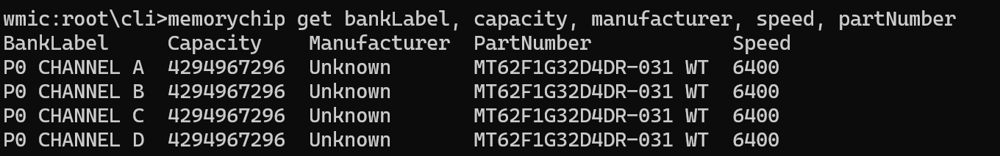 wmic:root\cli>memorychip get bankLabel, capacity, manufacturer, speed, partNumber
BankLabel Capacity Manufacturer PartNumber Speed
P0 CHANNEL A 4294967296 Unknown MT62F1G32D4DR-031 WT 6400
P0 CHANNEL B 4294967296 Unknown MT62F1G32D4DR-031 WT 6400
P0 CHANNEL C 4294967296 Unknown MT62F1G32D4DR-031 WT 6400
P0 CHANNEL D 4294967296 Unknown MT62F1G32D4DR-031 WT 6400